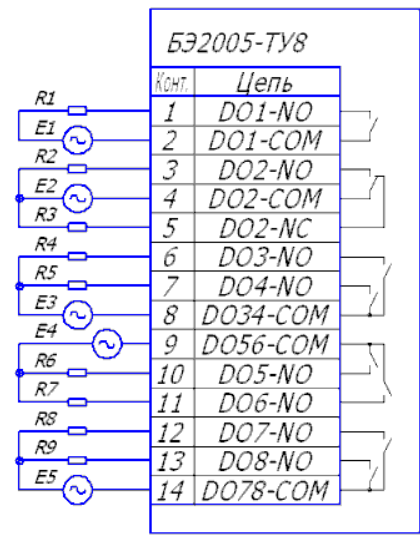 БЭ2005-ТУ8
Конт. Цепь
R1 1 DO1-NO
E1 2 DO1-COM
R2 3 DO2-NO
E2 4 DO2-COM
R3 5 DO2-NC
R4 6 DO3-NO
R5 7 DO4-NO
E3 8 DO34-COM
E4 9 DO56-COM
R6 10 DO5-NO
R7 11 DO6-NO
R8 12 DO7-NO
R9 13 DO8-NO
E5 14 DO78-COM